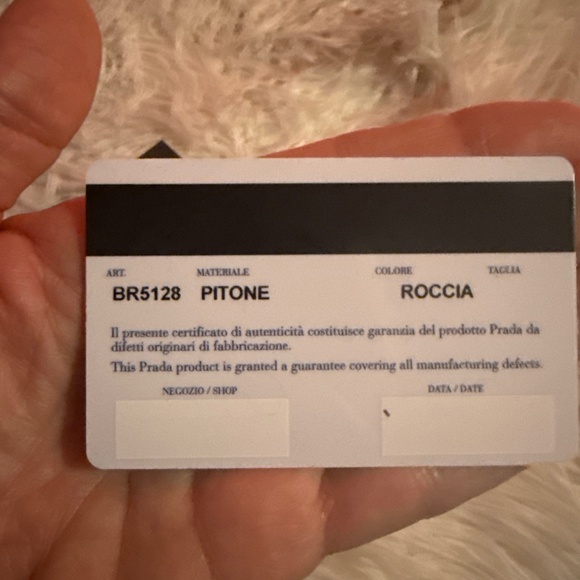 ART. MATERIALE COLORE TAGLIA
BR5128 PITONE ROCCIA
Il presente certificato di autenticità costituisce garanzia del prodotto Prada da
difetti originari di fabbricazione.
This Prada product is granted a guarantee covering all manufacturing defects.
NEGOZIO / SHOP DATA / DATE